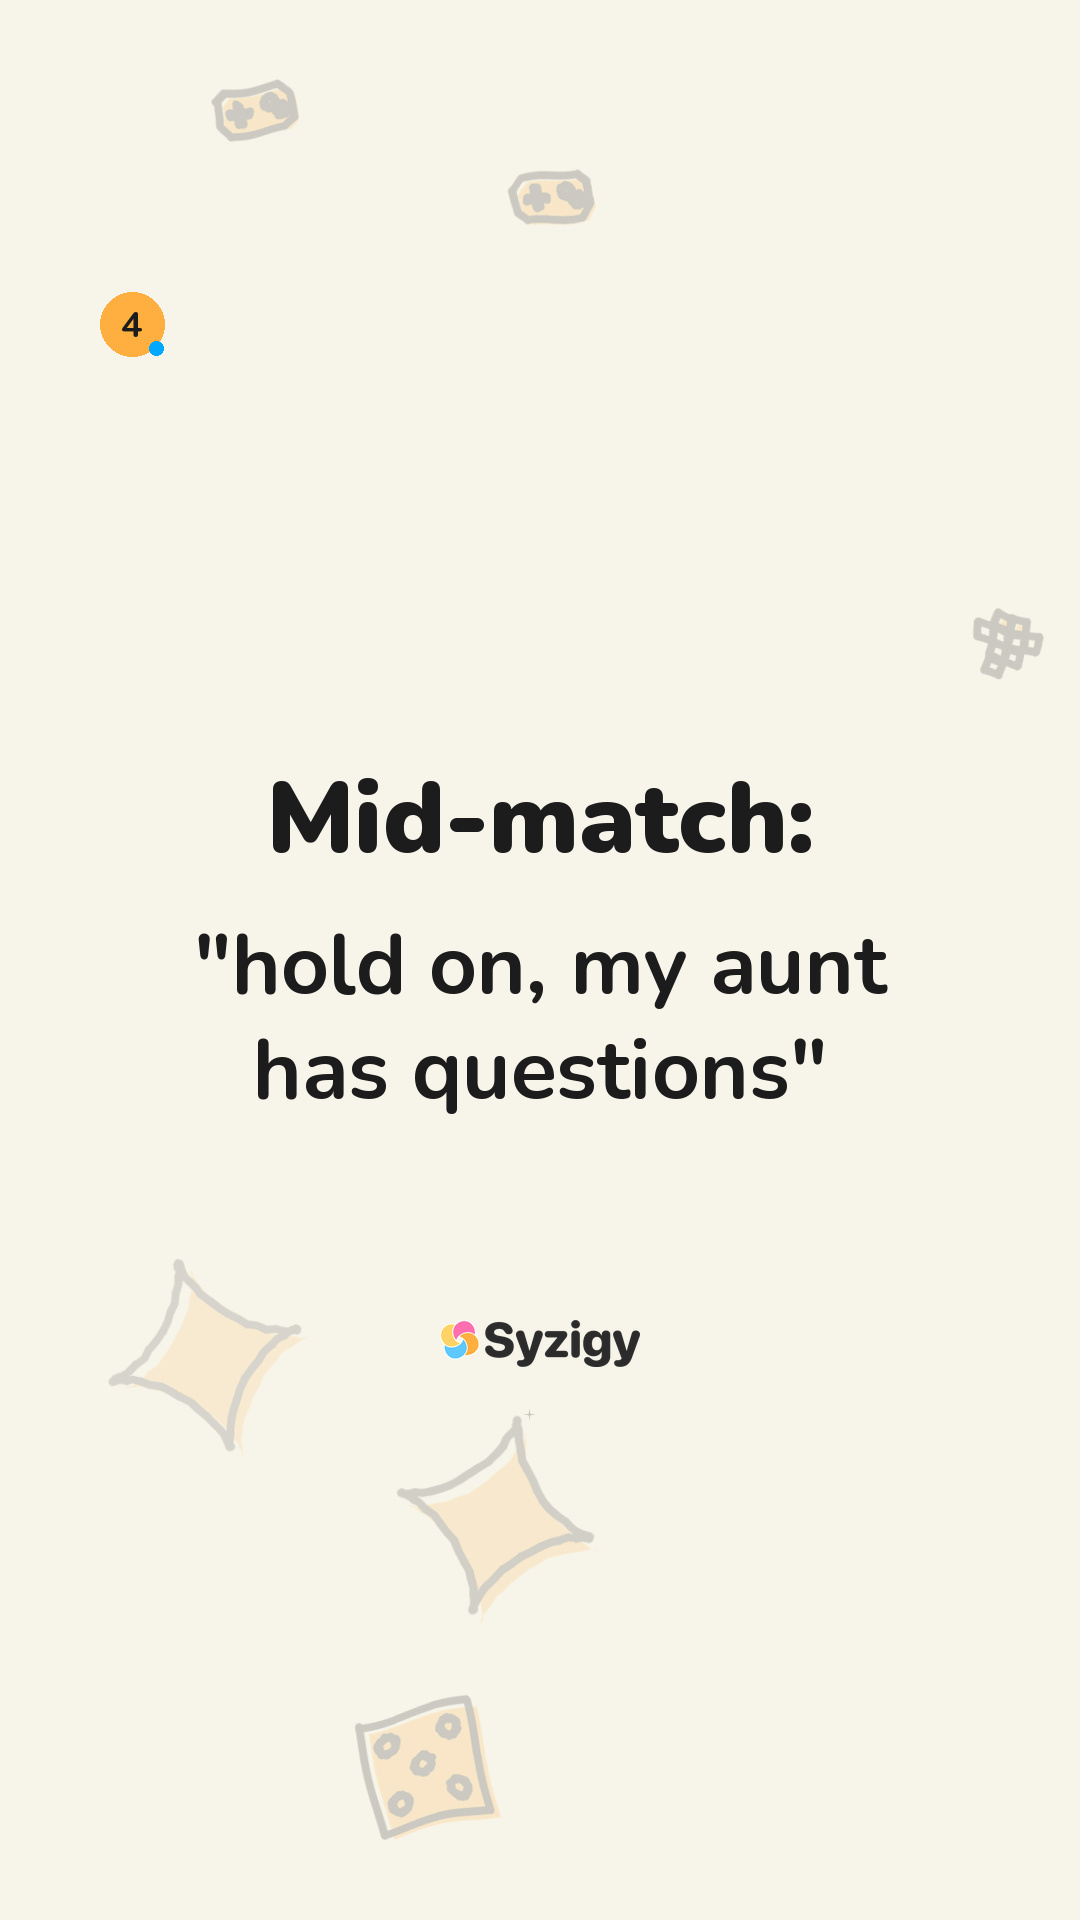 4
Mid-match:
"hold on, my aunt
has questions"
Syzigy